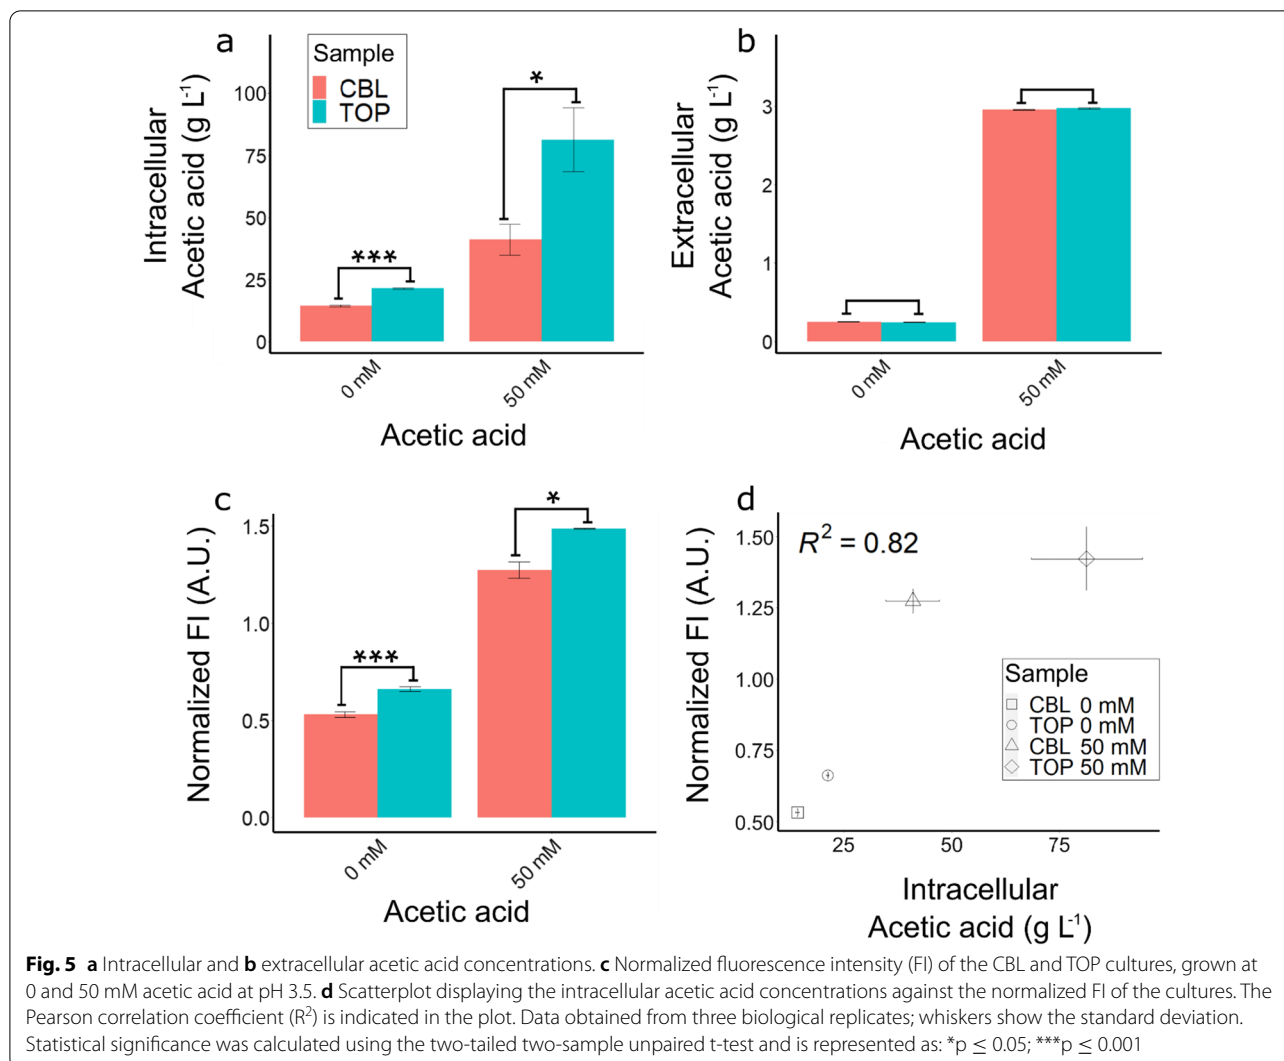 a
Sample
CBL
TOP
Intracellular
Acetic acid (g L⁻¹)
100
75
50
25
0
***
*
0 mM
50 mM
Acetic acid
b
Extracellular
Acetic acid (g L⁻¹)
3
2
1
0
0 mM
50 mM
Acetic acid
c
Normalized FI (A.U.)
1.5
1.0
0.5
0.0
***
*
0 mM
50 mM
Acetic acid
d
R² = 0.82
Normalized FI (A.U.)
1.50
1.25
1.00
0.75
0.50
Sample
CBL 0 mM
TOP 0 mM
CBL 50 mM
TOP 50 mM
25 50 75
Intracellular
Acetic acid (g L⁻¹)
Fig. 5 a Intracellular and b extracellular acetic acid concentrations. c Normalized fluorescence intensity (FI) of the CBL and TOP cultures, grown at
0 and 50 mM acetic acid at pH 3.5. d Scatterplot displaying the intracellular acetic acid concentrations against the normalized FI of the cultures. The
Pearson correlation coefficient (R²) is indicated in the plot. Data obtained from three biological replicates; whiskers show the standard deviation.
Statistical significance was calculated using the two-tailed two-sample unpaired t-test and is represented as: *p ≤ 0.05; ***p ≤ 0.001